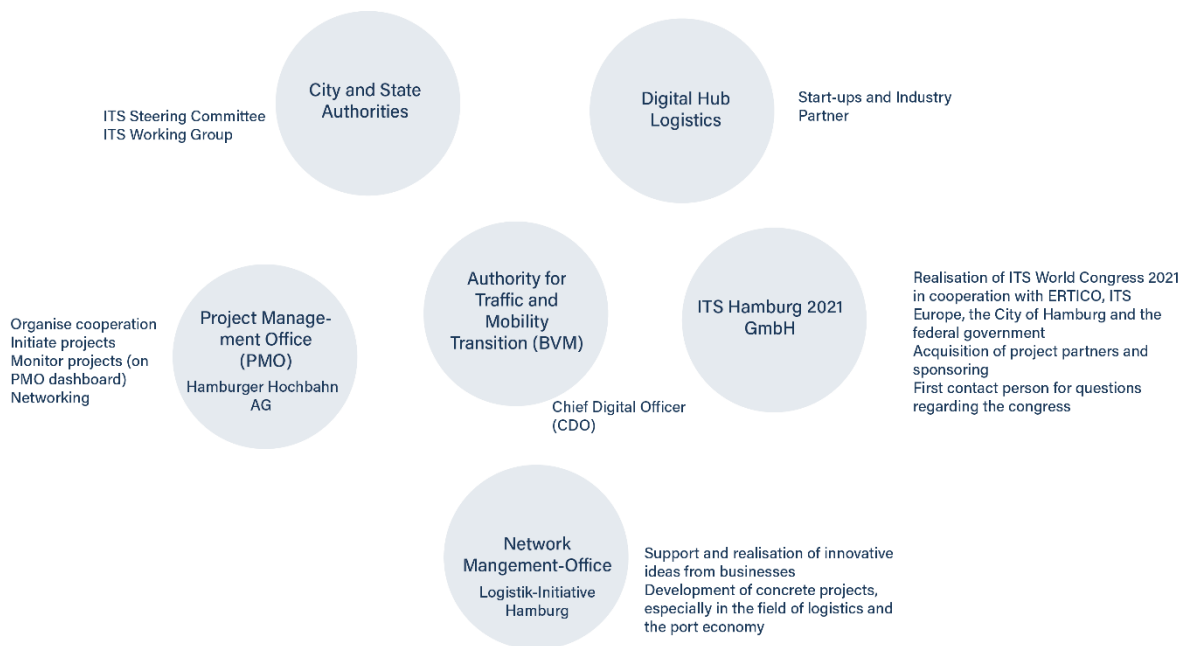 City and State
Authorities
ITS Steering Committee
ITS Working Group
Digital Hub
Logistics
Start-ups and Industry
Partner
Project Manage-
ment Office
(PMO)
Hamburger Hochbahn
AG
Organise cooperation
Initiate projects
Monitor projects (on
PMO dashboard)
Networking
Authority for
Traffic and
Mobility
Transition (BVM)
Chief Digital Officer
(CDO)
ITS Hamburg 2021
GmbH
Realisation of ITS World Congress 2021
in cooperation with ERTICO, ITS
Europe, the City of Hamburg and the
federal government
Acquisition of project partners and
sponsoring
First contact person for questions
regarding the congress
Network
Mangement-Office
Logistik-Initiative
Hamburg
Support and realisation of innovative
ideas from businesses
Development of concrete projects,
especially in the field of logistics and
the port economy